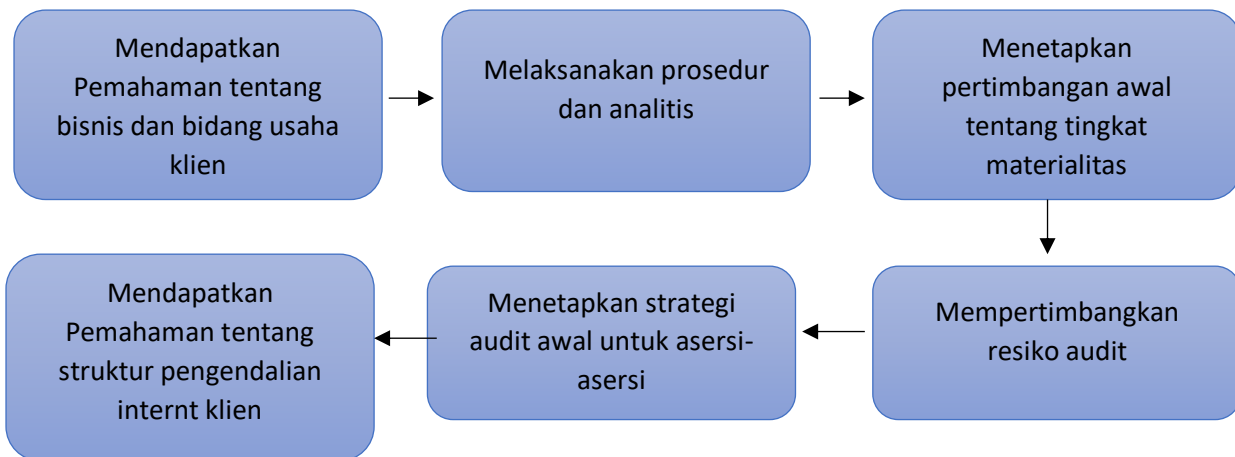 Mendapatkan
Pemahaman tentang
bisnis dan bidang usaha
klien
Melaksanakan prosedur
dan analitis
Menetapkan
pertimbangan awal
tentang tingkat
materialitas
Mempertimbangkan
resiko audit
Menetapkan strategi
audit awal untuk asersi-
asersi
Mendapatkan
Pemahaman tentang
struktur pengendalian
internt klien